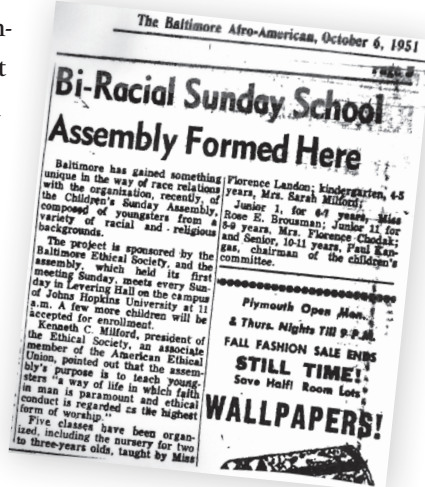 n-
t
The Baltimore Afro-American, October 6, 1951
Bi-Racial Sunday School
Assembly Formed Here
Baltimore has gained something
unique in the way of race relations
with the organization, recently, of
the Children's Sunday Assembly,
composed of youngsters from a
variety of racial and religious
backgrounds.
The project is sponsored by the
Baltimore Ethical Society, and the
assembly, which held its first
meeting Sunday, meets every Sun-
day in Levering Hall on the campus
of Johns Hopkins University at 11
a.m. A few more children will be
accepted for enrollment.
Kenneth C. Milford, president of
the Ethical Society, an associate
member of the American Ethical
Union, pointed out that the assem-
bly's purpose is to teach young-
sters "a way of life in which faith
in man is paramount and ethical
conduct is regarded as the highest
form of worship."
Five classes have been organ-
ized, including the nursery for two
to three-years olds, taught by Miss
Florence Landon; kindergarten, 4-5
years, Mrs. Sarah Milford;
Junior 1, for 6-7 years, Miss
Rose E. Brousman; Junior 11 for
8-9 years, Mrs. Florence Chodak;
and Senior, 10-11 years, Paul Kan-
gas, chairman of the children's
committee.
Plymouth Open Mon.
& Thurs. Nights Till 9 P.M.
FALL FASHION SALE ENDS
STILL TIME!
Save Half! Room Lots
WALLPAPERS!